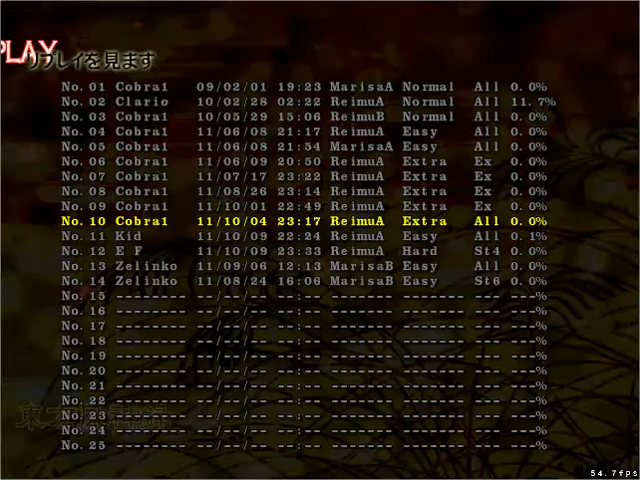 PLAY
リプレイを見ます
No. 01 Cobra1 09/02/01 19:23 MarisaA Normal All 0.0%
No. 02 Clario 10/02/28 02:22 ReimuA Normal All 11.7%
No. 03 Cobra1 10/05/29 15:06 ReimuB Normal All 0.0%
No. 04 Cobra1 11/06/08 21:17 ReimuA Easy All 0.0%
No. 05 Cobra1 11/06/08 21:54 MarisaA Easy All 0.0%
No. 06 Cobra1 11/06/09 20:50 ReimuA Extra Ex 0.0%
No. 07 Cobra1 11/07/17 23:22 ReimuA Extra Ex 0.0%
No. 08 Cobra1 11/08/26 23:14 ReimuA Extra Ex 0.0%
No. 09 Cobra1 11/10/01 22:49 ReimuA Extra Ex 0.0%
No. 10 Cobra1 11/10/04 23:17 ReimuA Extra All 0.0%
No. 11 Kid 11/10/09 22:24 ReimuA Easy All 0.1%
No. 12 E F 11/10/09 23:33 ReimuA Hard St4 0.0%
No. 13 Zelinko 11/09/06 12:13 MarisaB Easy All 0.0%
No. 14 Zelinko 11/08/24 16:06 MarisaB Easy St6 0.0%
No. 15 -------- --/--/-- --:-- ------- ------- --- ---%
No. 16 -------- --/--/-- --:-- ------- ------- --- ---%
No. 17 -------- --/--/-- --:-- ------- ------- --- ---%
No. 18 -------- --/--/-- --:-- ------- ------- --- ---%
No. 19 -------- --/--/-- --:-- ------- ------- --- ---%
No. 20 -------- --/--/-- --:-- ------- ------- --- ---%
No. 21 -------- --/--/-- --:-- ------- ------- --- ---%
No. 22 -------- --/--/-- --:-- ------- ------- --- ---%
No. 23 -------- --/--/-- --:-- ------- ------- --- ---%
No. 24 -------- --/--/-- --:-- ------- ------- --- ---%
No. 25 -------- --/--/-- --:-- ------- ------- --- ---%
54.7fps